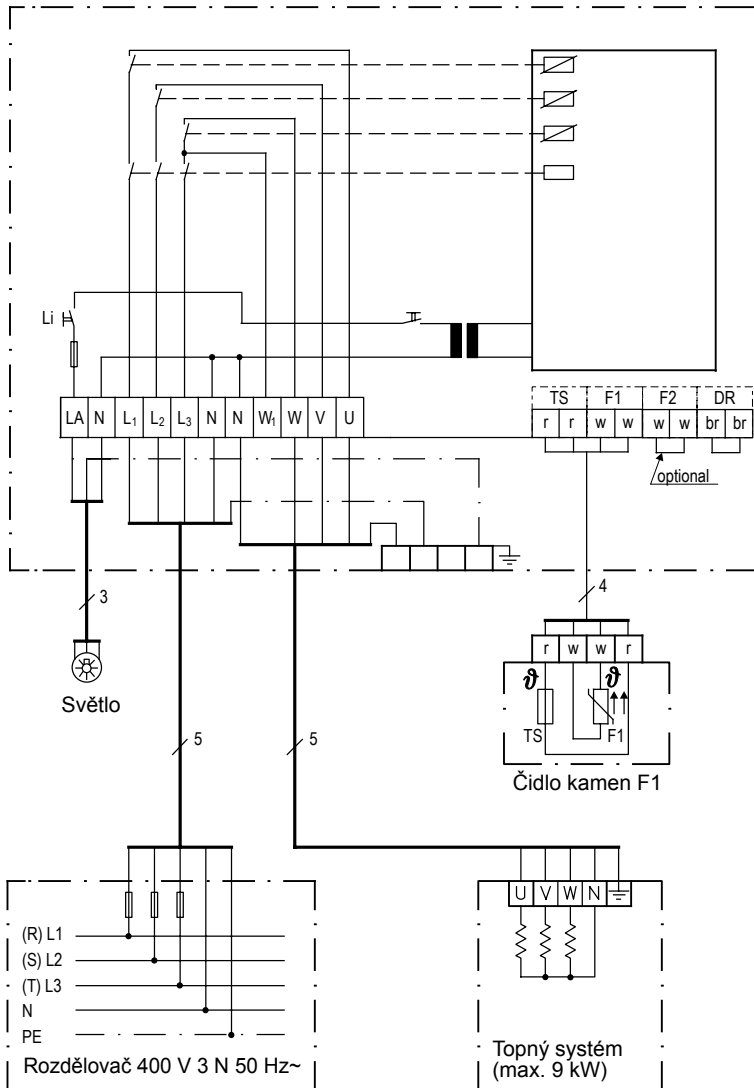 Li
LA N L1 L2 L3 N N W1 W V U
TS F1 F2 DR
r r w w w w br br
optional
3
4
Světlo
r w w r
ϑ ϑ
TS F1
Čidlo kamen F1
5 5
U V W N
(R) L1
(S) L2
(T) L3
N
PE
Rozdělovač 400 V 3 N 50 Hz~
Topný systém
(max. 9 kW)